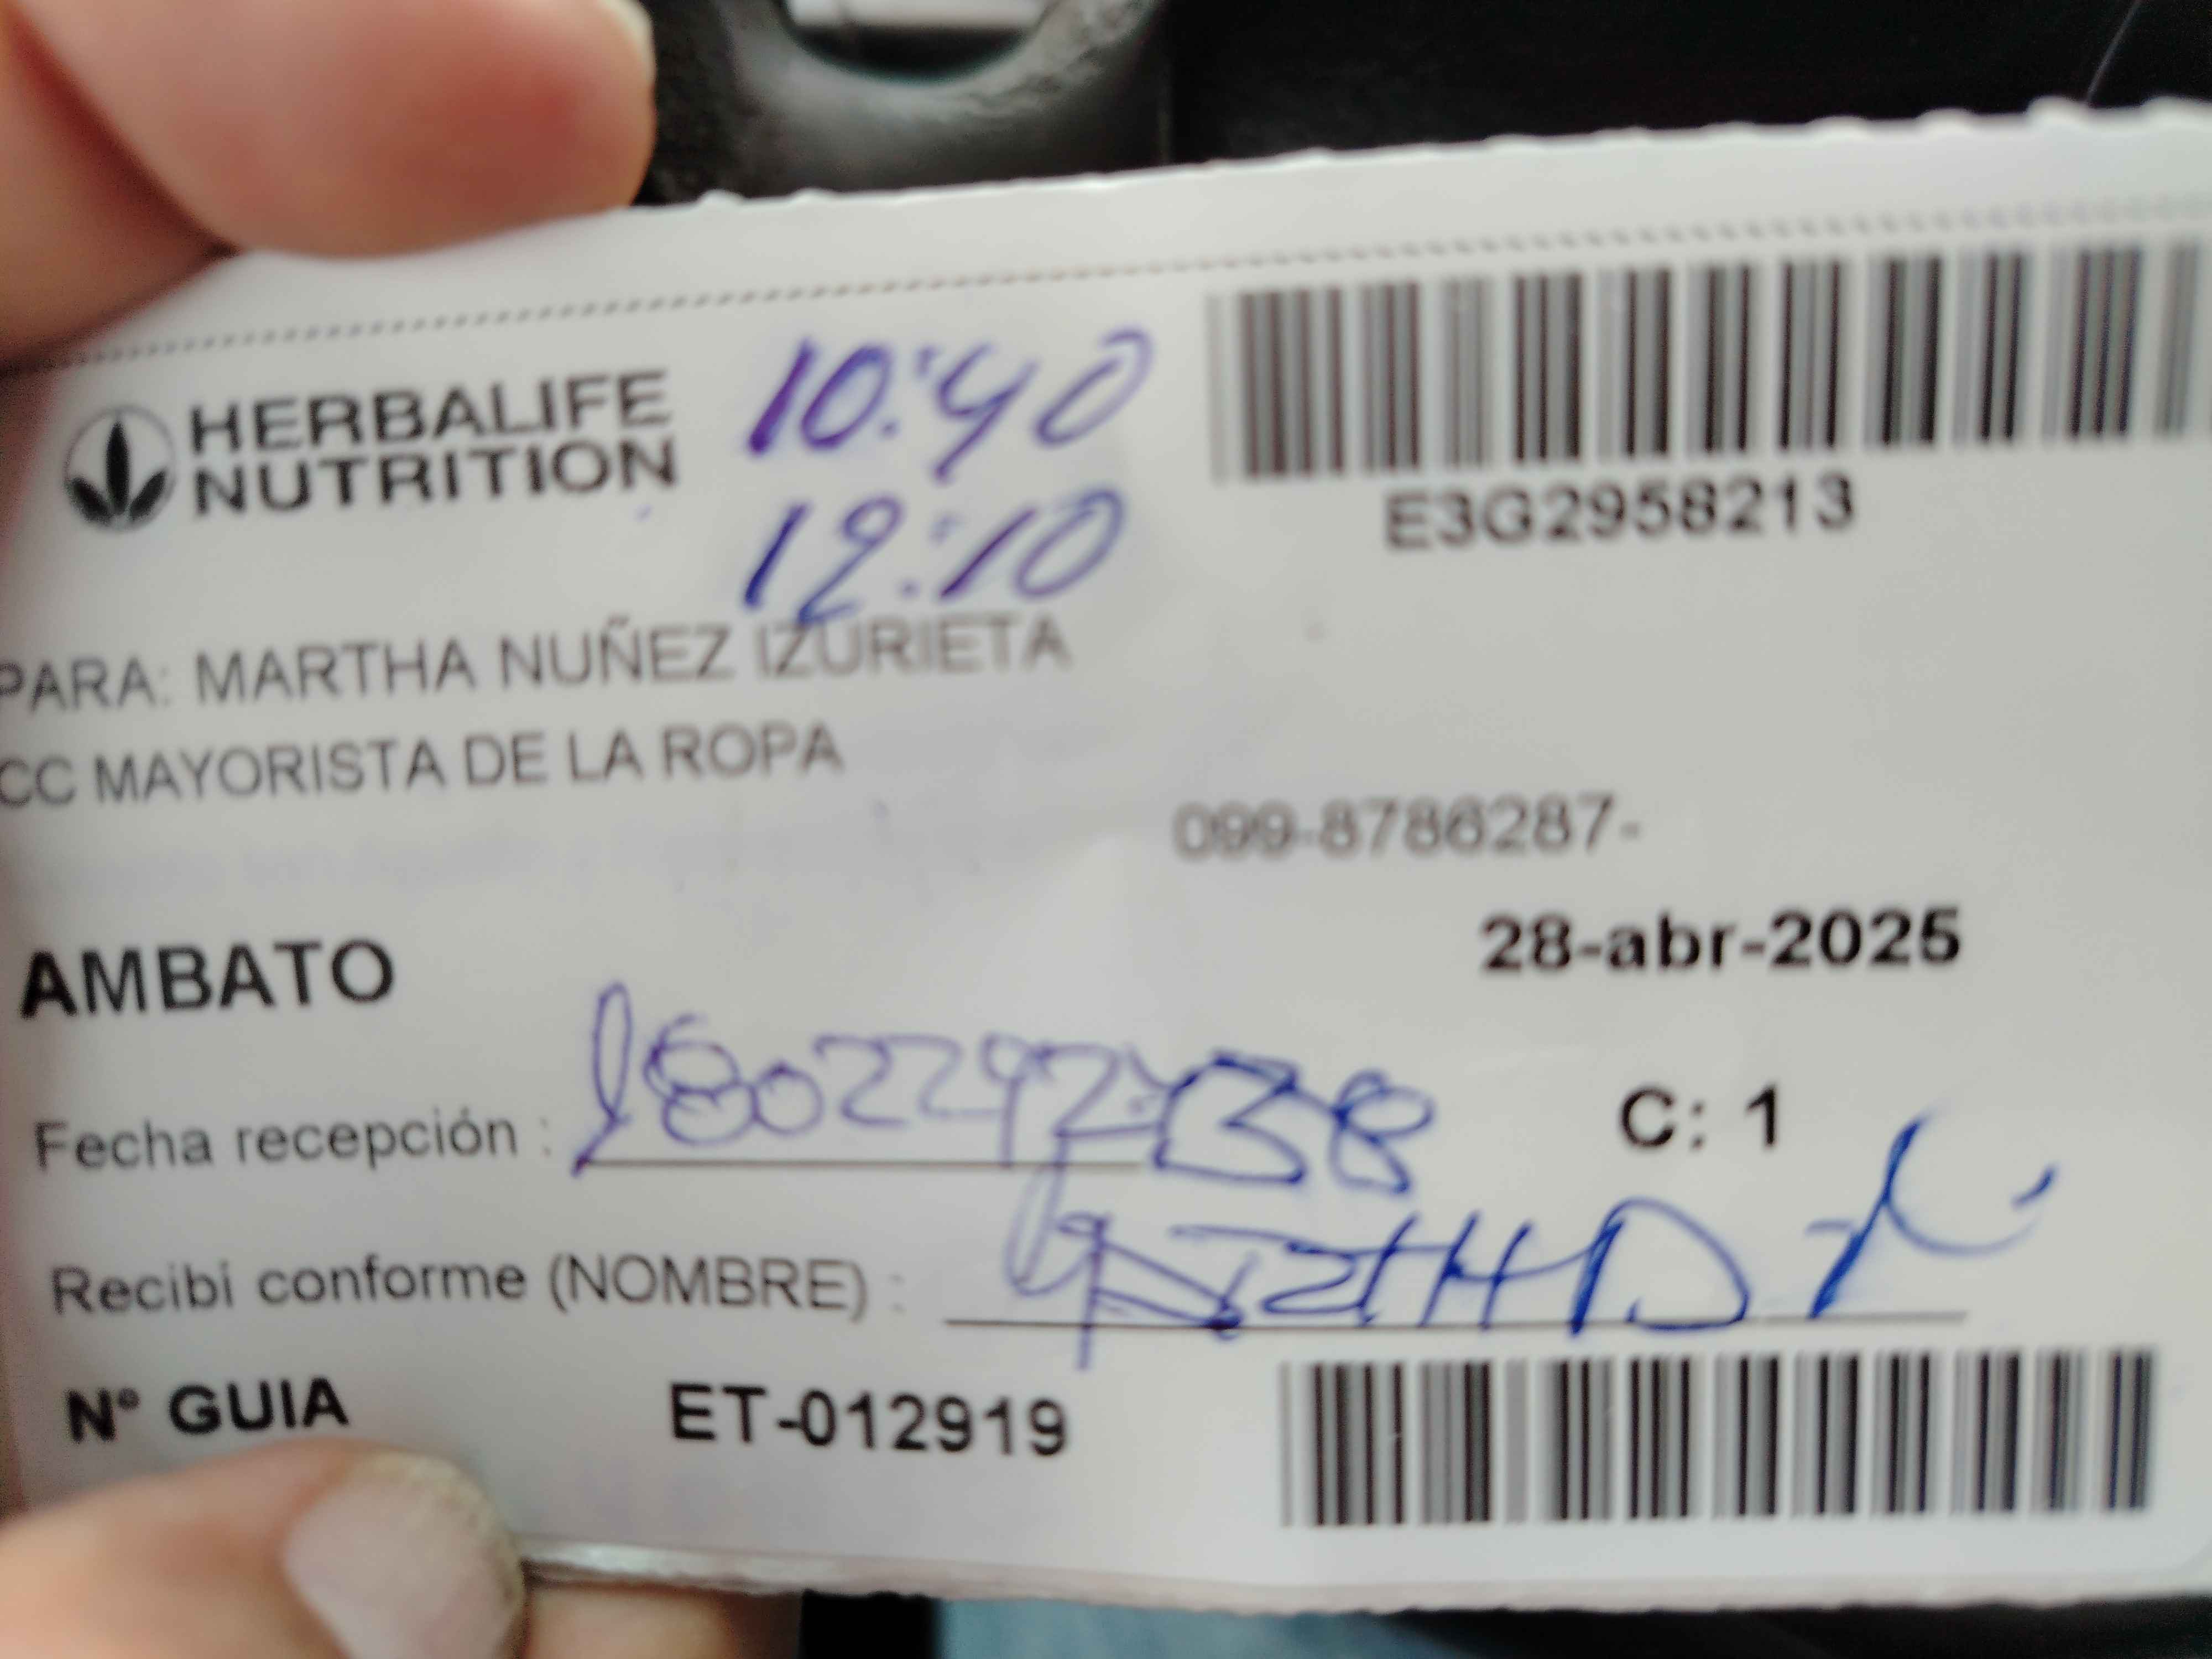 HERBALIFE
NUTRITION
10:40
12:10
E3G2958213
PARA: MARTHA NUÑEZ IZURIETA
CC MAYORISTA DE LA ROPA
099-8786287-
AMBATO
28-abr-2025
Fecha recepción :
C: 1
Recibi conforme (NOMBRE) :
N° GUIA ET-012919